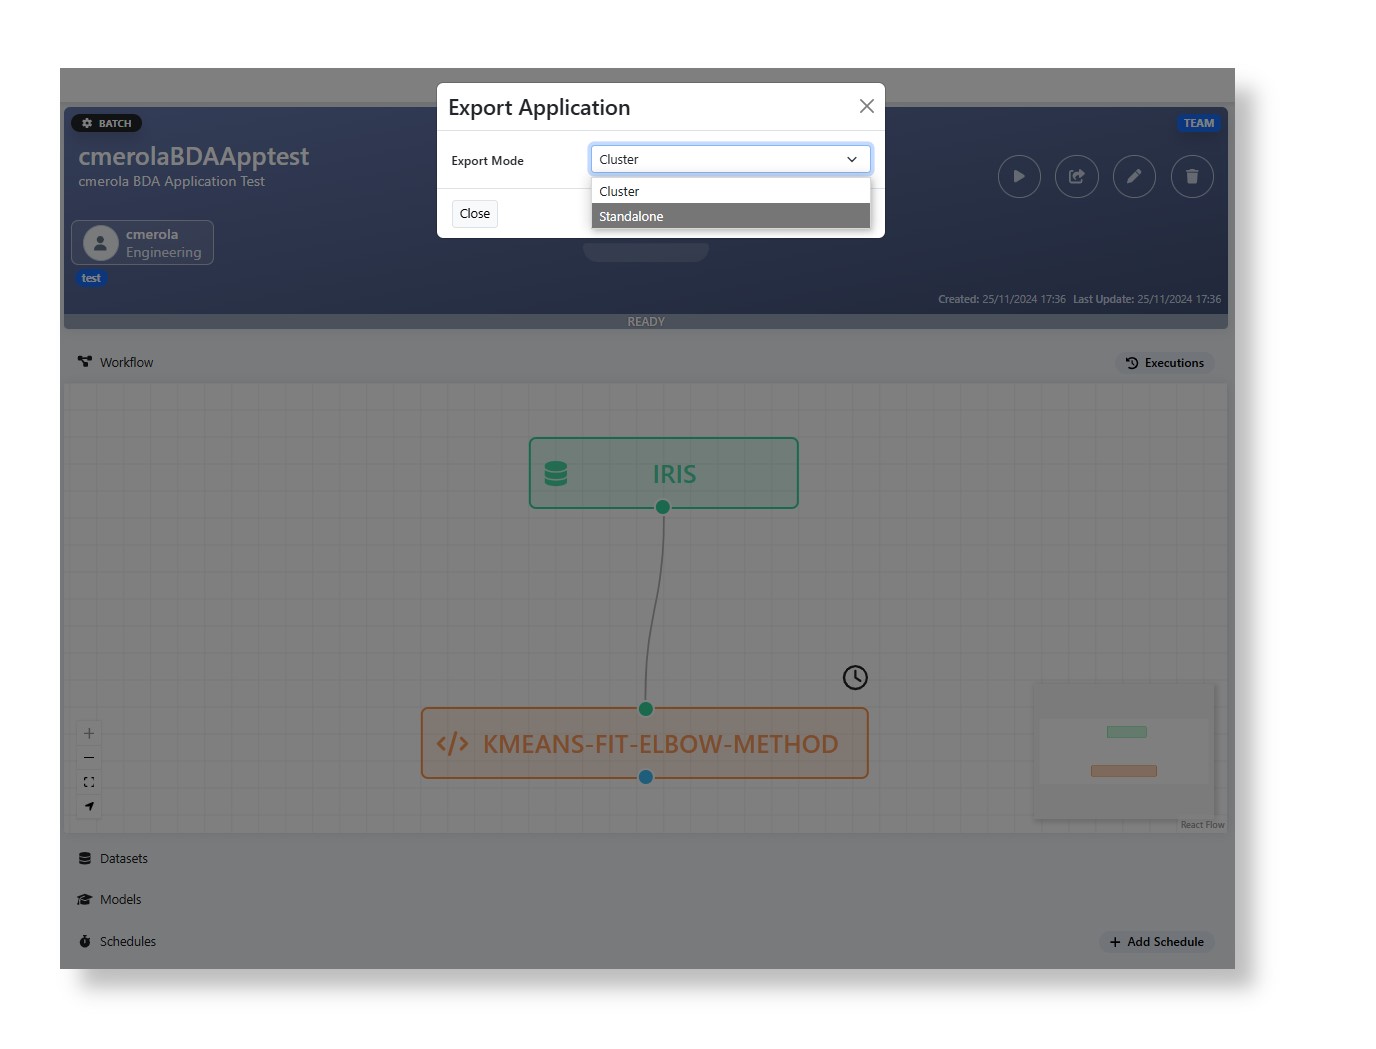 Export Application
Export Mode
Cluster
Cluster
Standalone
Close
BATCH
TEAM
cmerolaBDAApptest
cmerola BDA Application Test
cmerola
Engineering
test
Created: 25/11/2024 17:36 Last Update: 25/11/2024 17:36
READY
Workflow
Executions
IRIS
</> KMEANS-FIT-ELBOW-METHOD
React Flow
Datasets
Models
Schedules
+ Add Schedule